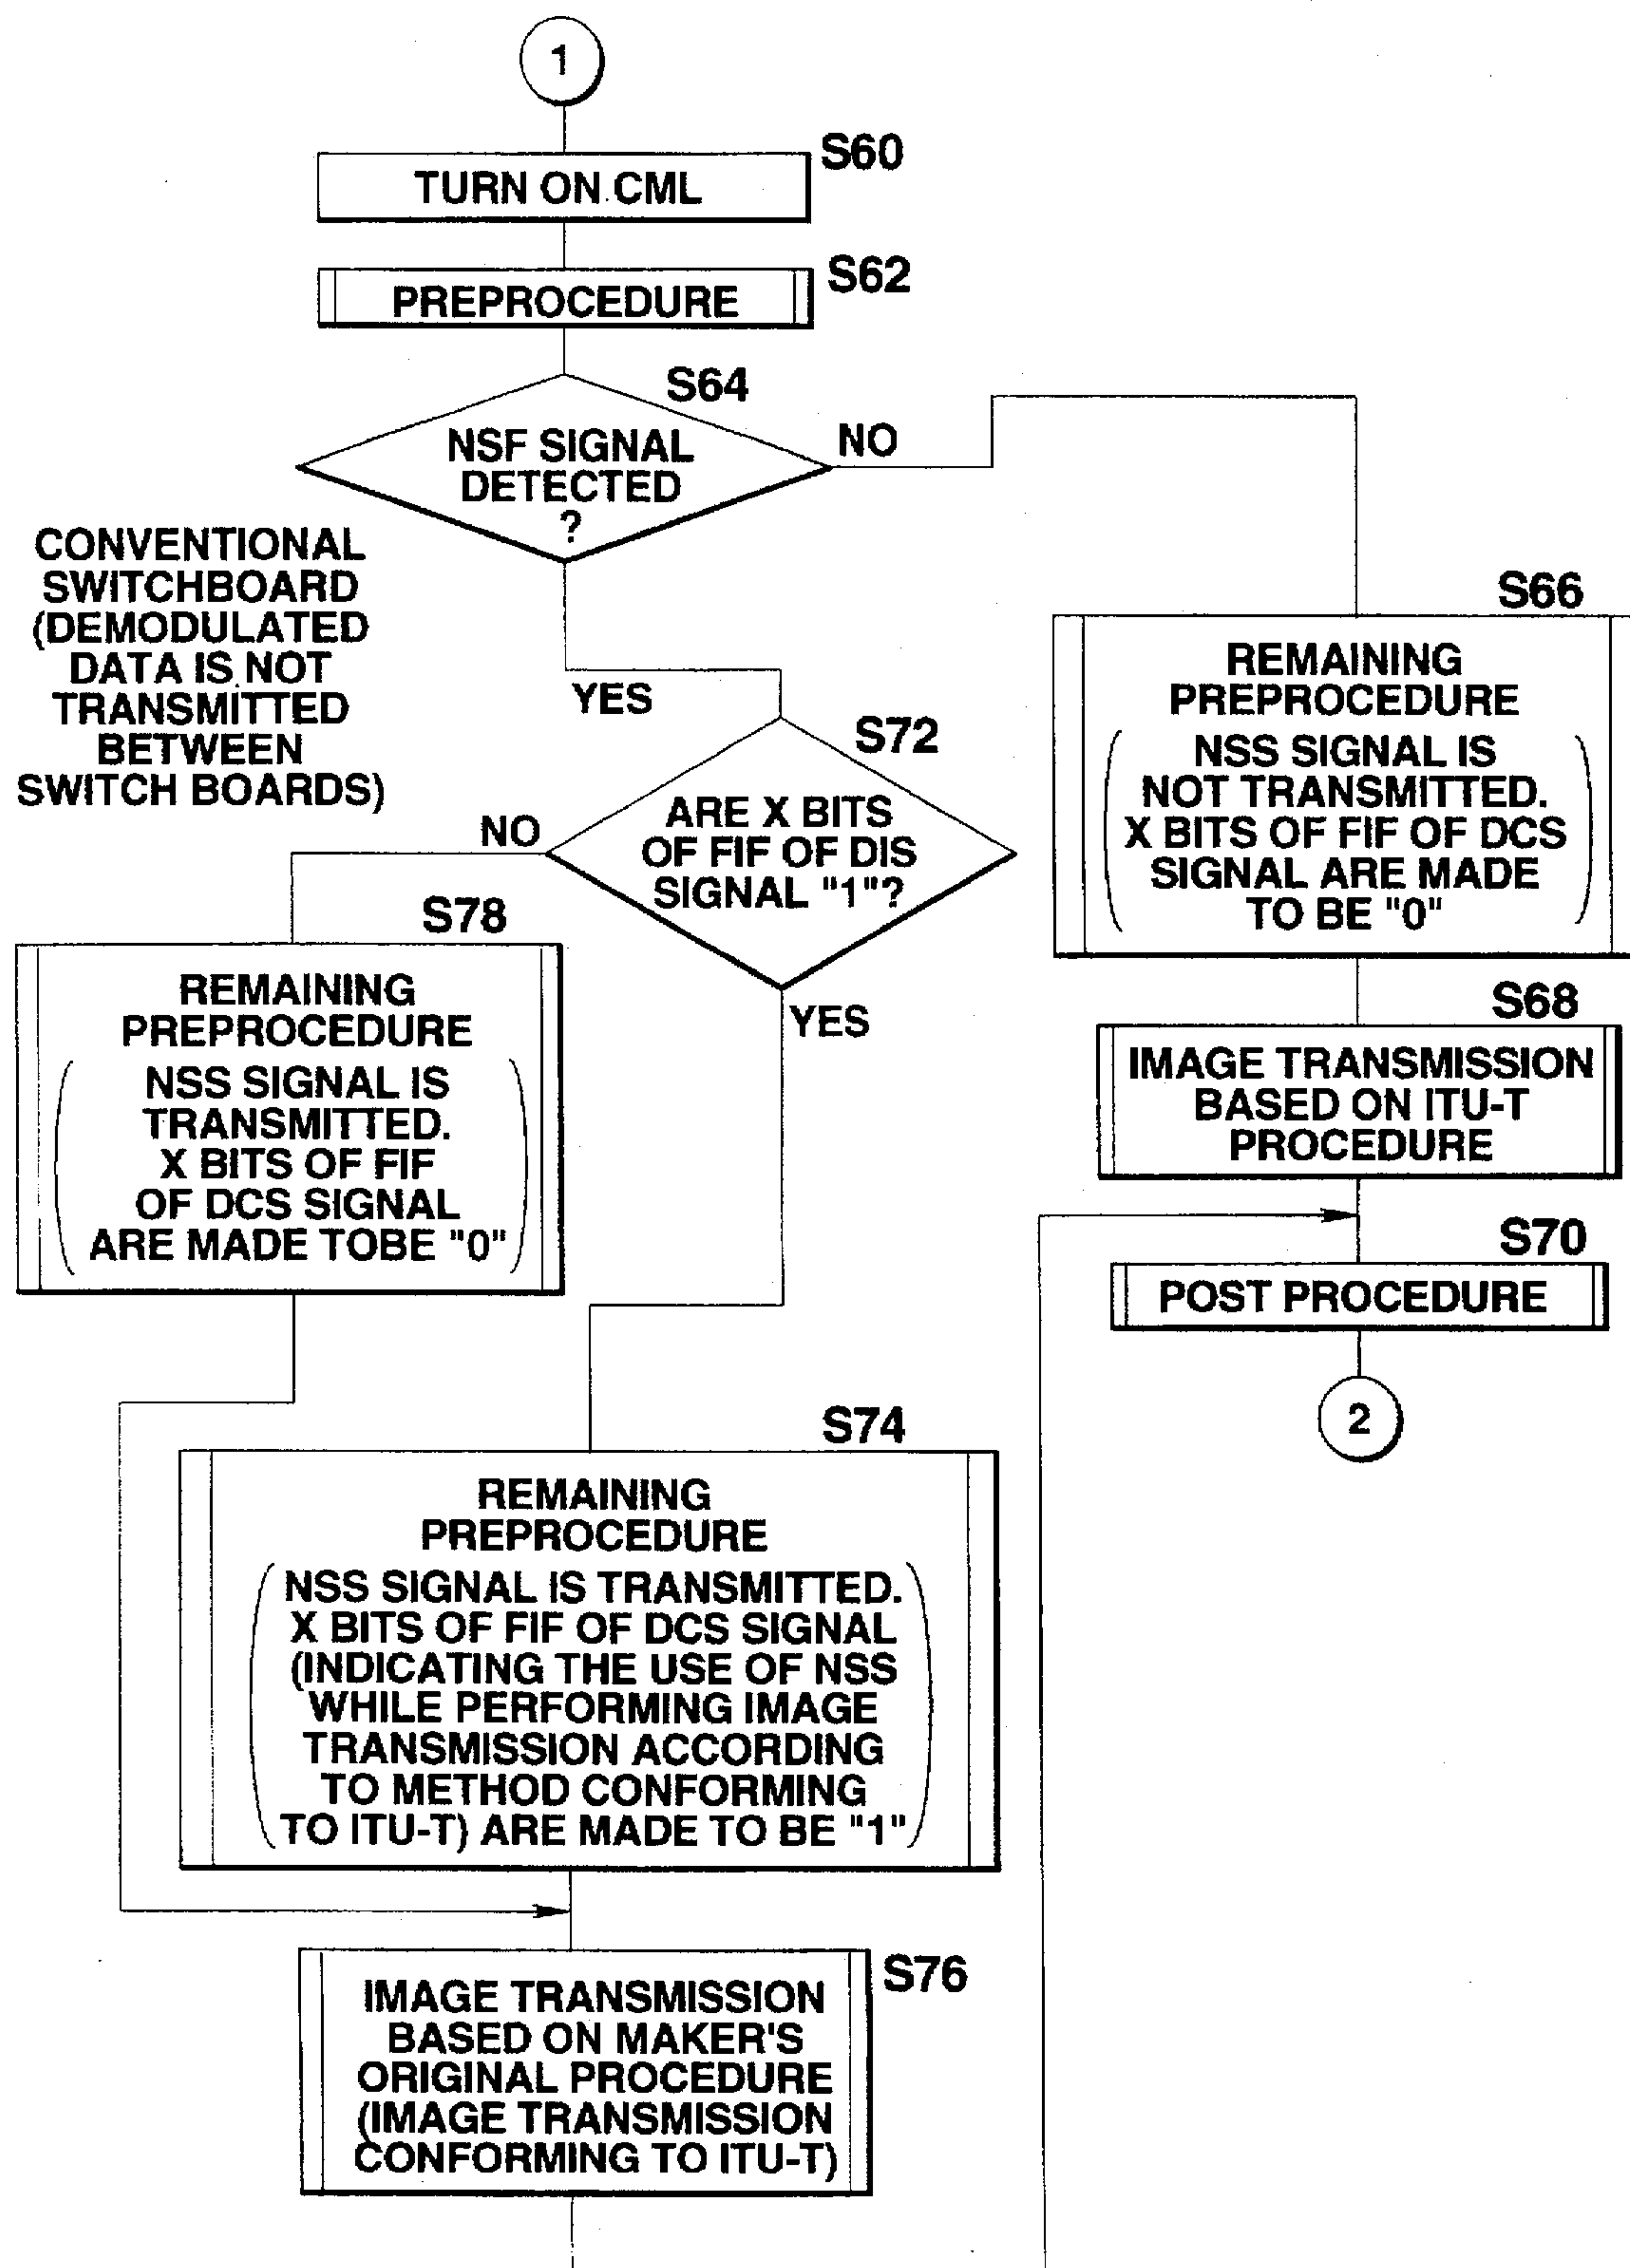 1
S60
TURN ON CML
S62
PREPROCEDURE
S64
NSF SIGNAL
DETECTED
?
NO
YES
CONVENTIONAL
SWITCHBOARD
(DEMODULATED
DATA IS NOT
TRANSMITTED
BETWEEN
SWITCH BOARDS)
S72
ARE X BITS
OF FIF OF DIS
SIGNAL "1"?
NO
YES
S66
REMAINING
PREPROCEDURE
NSS SIGNAL IS
NOT TRANSMITTED.
X BITS OF FIF OF DCS
SIGNAL ARE MADE
TO BE "0"
S68
IMAGE TRANSMISSION
BASED ON ITU-T
PROCEDURE
S70
POST PROCEDURE
2
S78
REMAINING
PREPROCEDURE
NSS SIGNAL IS
TRANSMITTED.
X BITS OF FIF
OF DCS SIGNAL
ARE MADE TOBE "0"
S74
REMAINING
PREPROCEDURE
NSS SIGNAL IS TRANSMITTED.
X BITS OF FIF OF DCS SIGNAL
(INDICATING THE USE OF NSS
WHILE PERFORMING IMAGE
TRANSMISSION ACCORDING
TO METHOD CONFORMING
TO ITU-T) ARE MADE TO BE "1"
S76
IMAGE TRANSMISSION
BASED ON MAKER'S
ORIGINAL PROCEDURE
(IMAGE TRANSMISSION
CONFORMING TO ITU-T)